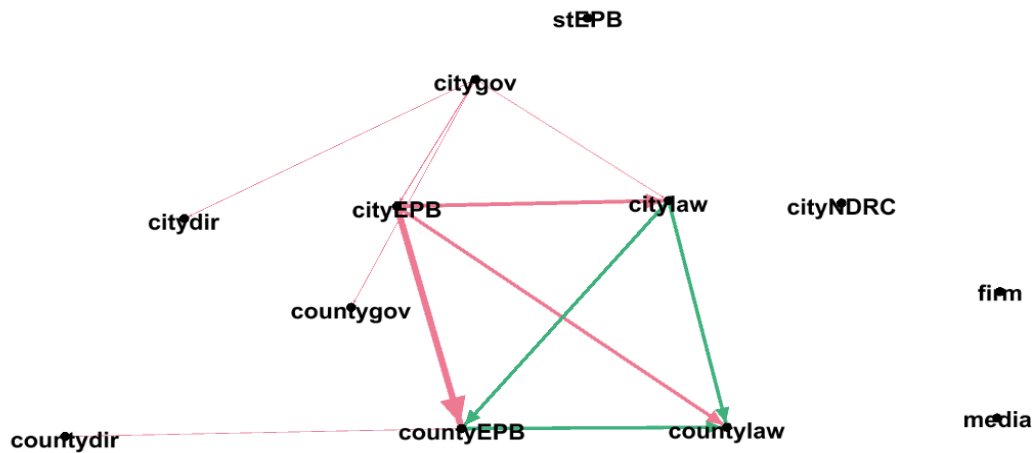 stEPB
citygov
cityEPB
citylaw
cityNDRC
citydir
firm
countygov
media
countyEPB
countylaw
countydir